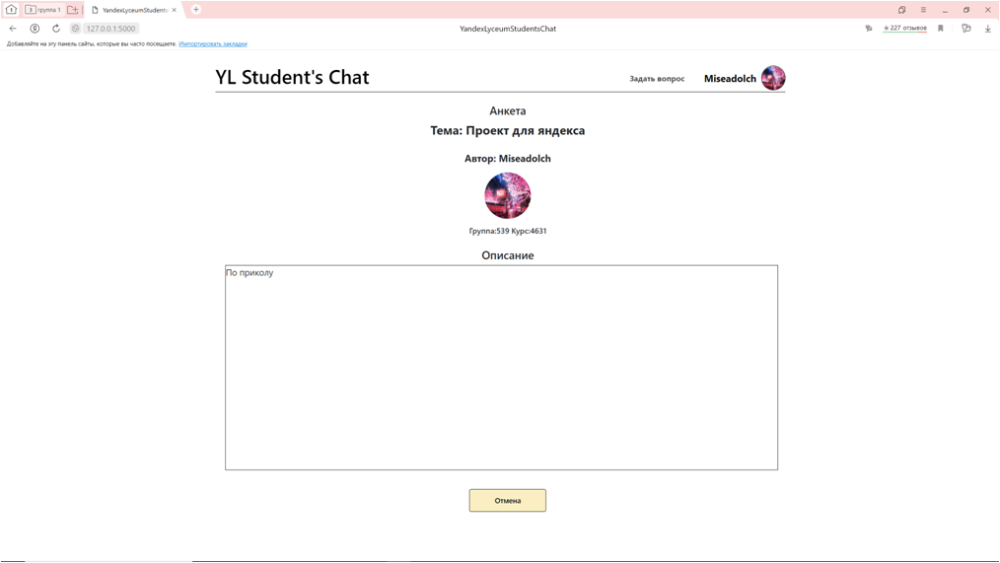 1
3 группа 1
YandexLyceumStudents
127.0.0.1:5000
YandexLyceumStudentsChat
227 отзывов
Добавляйте на эту панель сайты, которые вы часто посещаете. Импортировать закладки
YL Student's Chat
Задать вопрос
Miseadolch
Анкета
Тема: Проект для яндекса
Автор: Miseadolch
Группа:539 Курс:4631
Описание
По приколу
Отмена